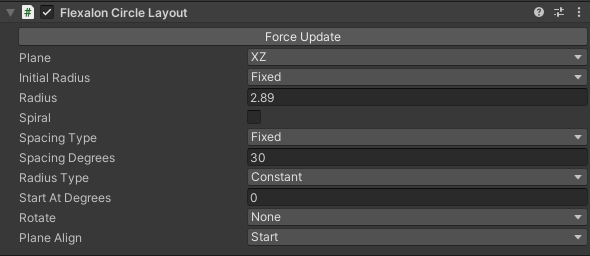 Flexalon Circle Layout
Force Update
Plane XZ
Initial Radius Fixed
Radius 2.89
Spiral
Spacing Type Fixed
Spacing Degrees 30
Radius Type Constant
Start At Degrees 0
Rotate None
Plane Align Start